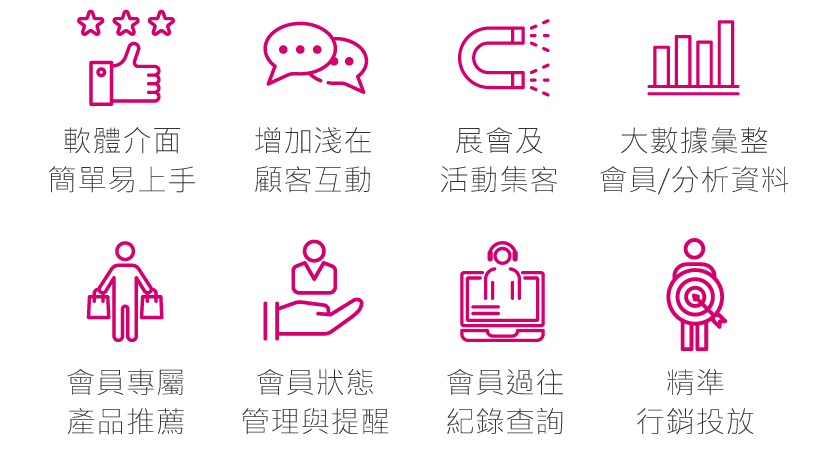 軟體介面
簡單易上手
增加淺在
顧客互動
展會及
活動集客
大數據彙整
會員/分析資料
會員專屬
產品推薦
會員狀態
管理與提醒
會員過往
紀錄查詢
精準
行銷投放